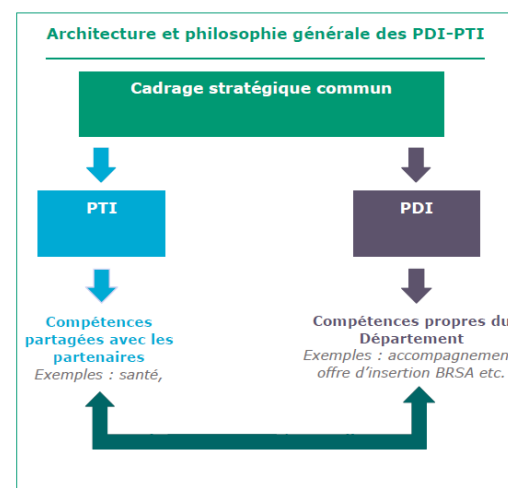 Architecture et philosophie générale des PDI-PTI
Cadrage stratégique commun
PTI
PDI
Compétences
partagées avec les
partenaires
Exemples : santé,
Compétences propres du
Département
Exemples : accompagnemen
offre d’insertion BRSA etc.